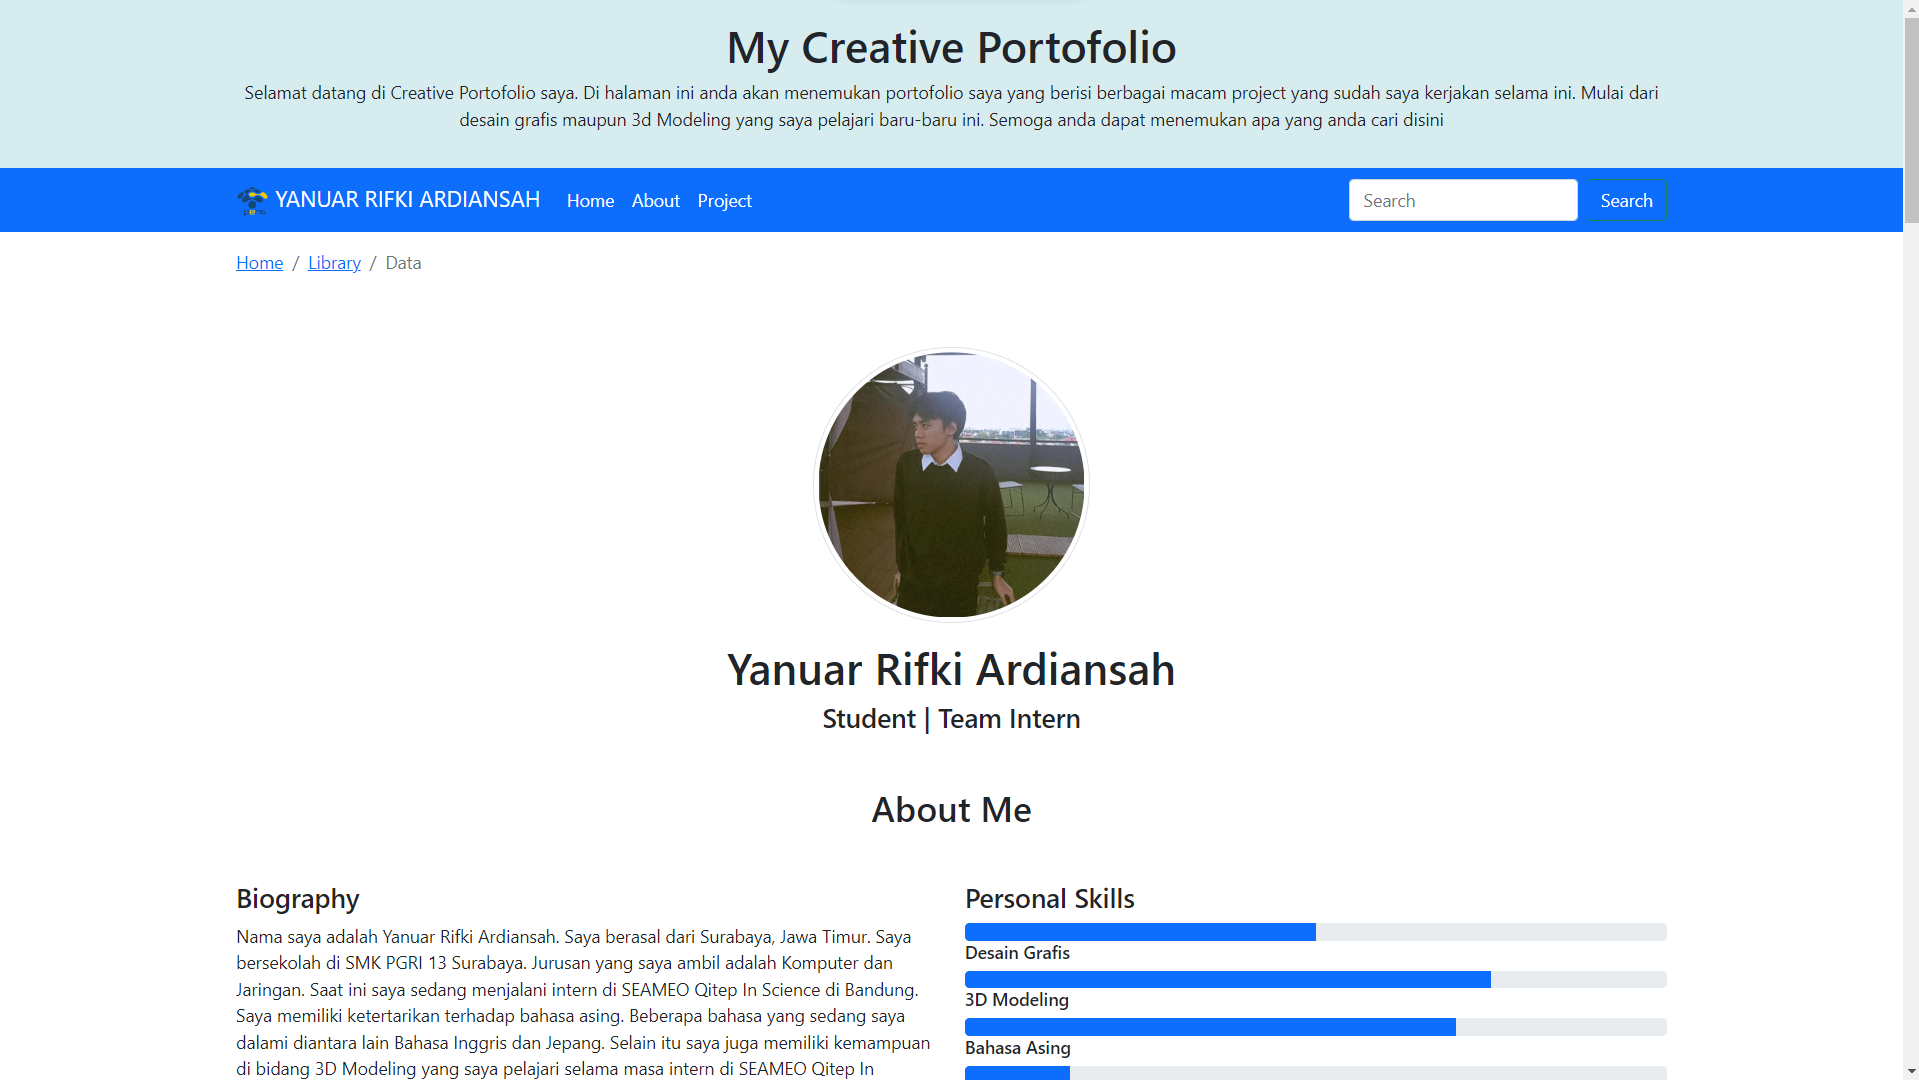 My Creative Portofolio
Selamat datang di Creative Portofolio saya. Di halaman ini anda akan menemukan portofolio saya yang berisi berbagai macam project yang sudah saya kerjakan selama ini. Mulai dari
desain grafis maupun 3d Modeling yang saya pelajari baru-baru ini. Semoga anda dapat menemukan apa yang anda cari disini
pens YANUAR RIFKI ARDIANSAH Home About Project Search Search
Home / Library / Data
Yanuar Rifki Ardiansah
Student | Team Intern
About Me
Biography
Nama saya adalah Yanuar Rifki Ardiansah. Saya berasal dari Surabaya, Jawa Timur. Saya
bersekolah di SMK PGRI 13 Surabaya. Jurusan yang saya ambil adalah Komputer dan
Jaringan. Saat ini saya sedang menjalani intern di SEAMEO Qitep In Science di Bandung.
Saya memiliki ketertarikan terhadap bahasa asing. Beberapa bahasa yang sedang saya
dalami diantara lain Bahasa Inggris dan Jepang. Selain itu saya juga memiliki kemampuan
di bidang 3D Modeling yang saya pelajari selama masa intern di SEAMEO Qitep In
Personal Skills
Desain Grafis
3D Modeling
Bahasa Asing